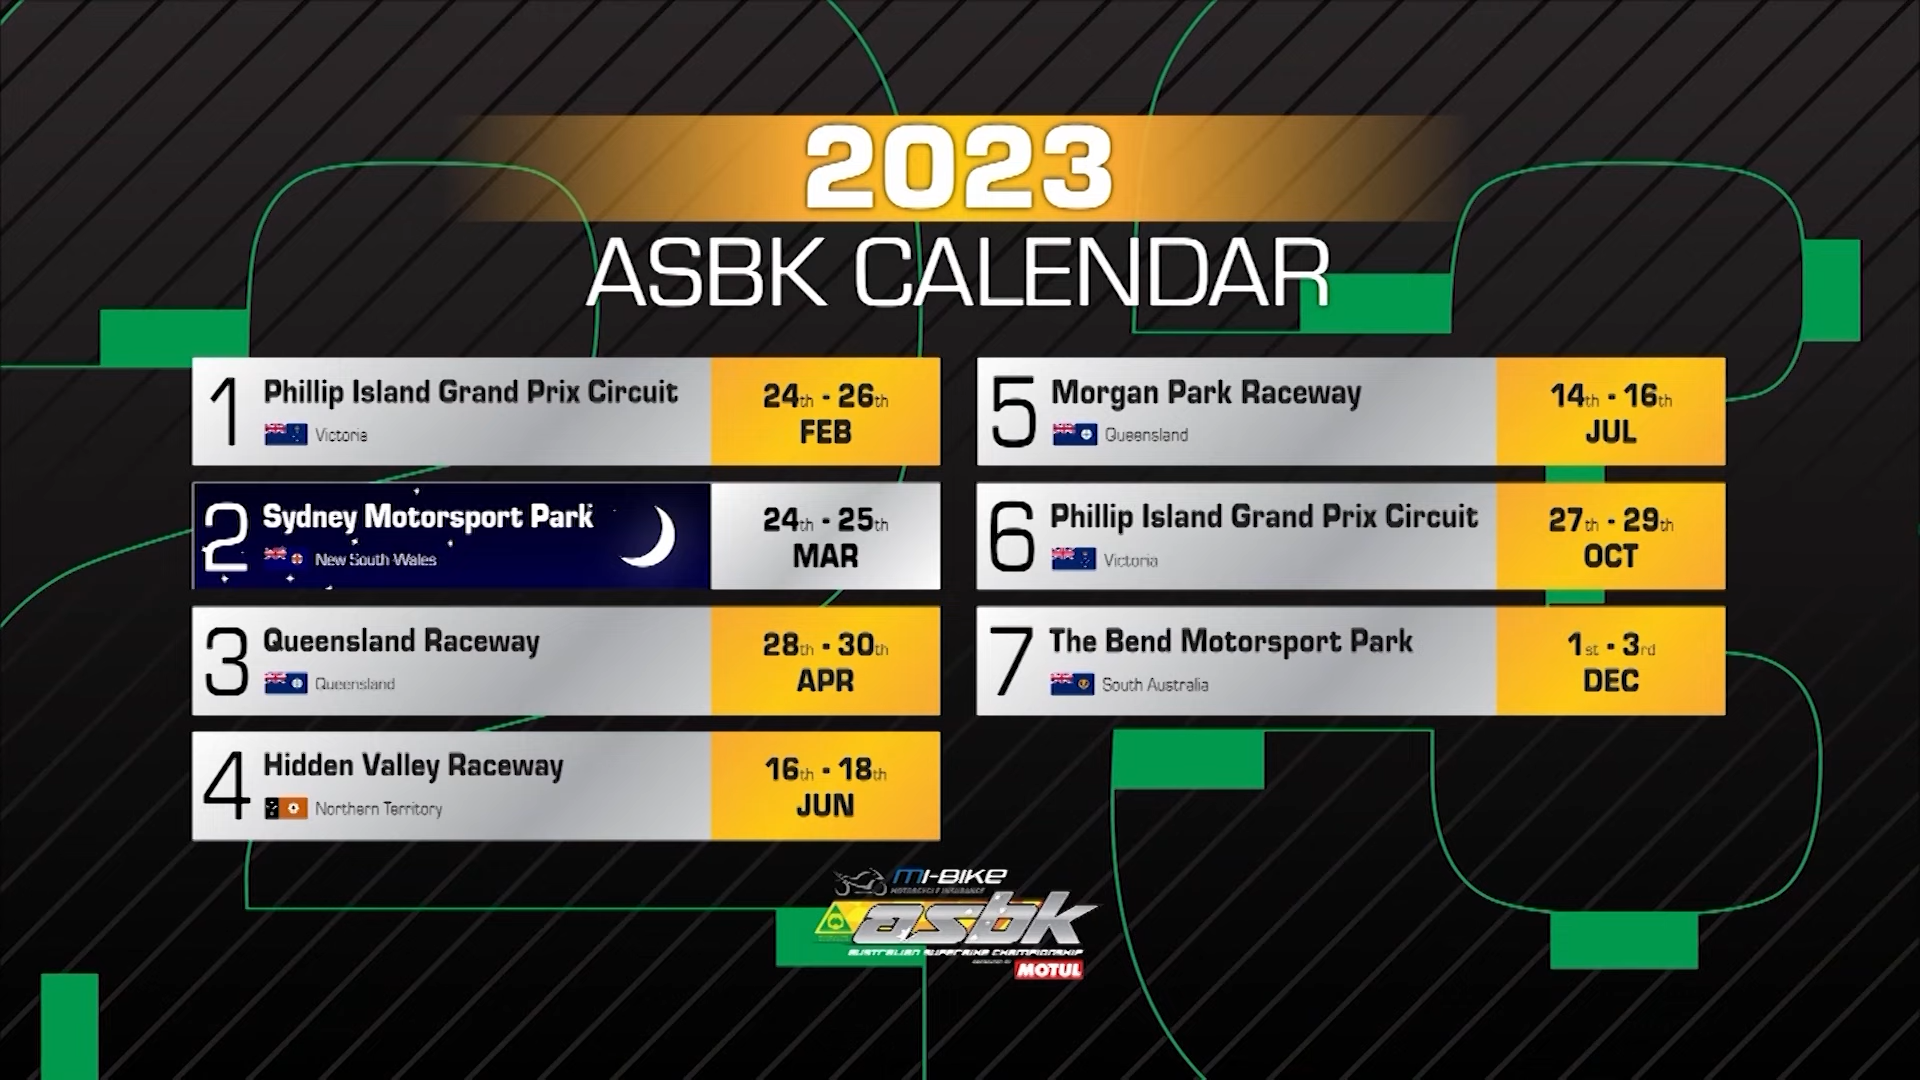 2023
ASBK CALENDAR
1 Phillip Island Grand Prix Circuit
Victoria
24th - 26th
FEB
2 Sydney Motorsport Park
New South Wales
24th - 25th
MAR
3 Queensland Raceway
Queensland
28th - 30th
APR
4 Hidden Valley Raceway
Northern Territory
16th - 18th
JUN
5 Morgan Park Raceway
Queensland
14th - 16th
JUL
6 Phillip Island Grand Prix Circuit
Victoria
27th - 29th
OCT
7 The Bend Motorsport Park
South Australia
1st - 3rd
DEC
MI-BIKE
MOTORCYCLE INSURANCE
asbk
AUSTRALIAN SUPERBIKE CHAMPIONSHIP
MOTUL